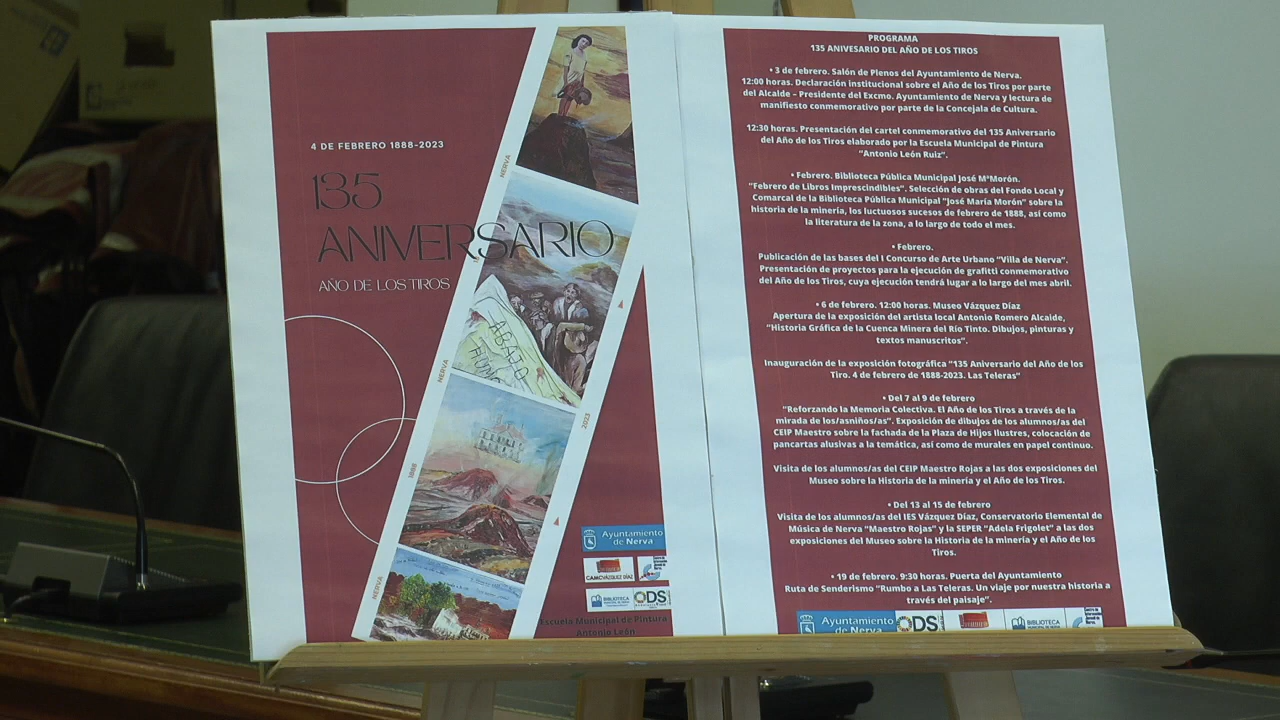 4 DE FEBRERO 1888-2023
135
ANIVERSARIO
AÑO DE LOS TIROS
NERVA
ABAJO
HUMO
NERVA
2023
1888
NERVA
Ayuntamiento
de Nerva
CAMC VÁZQUEZ DÍAZ
BIBLIOTECA
ODS
Escuela Municipal de Pintura
Antonio León
PROGRAMA
135 ANIVESARIO DEL AÑO DE LOS TIROS
• 3 de febrero. Salón de Plenos del Ayuntamiento de Nerva.
12:00 horas. Declaración institucional sobre el Año de los Tiros por parte
del Alcalde – Presidente del Excmo. Ayuntamiento de Nerva y lectura de
manifiesto conmemorativo por parte de la Concejala de Cultura.
12:30 horas. Presentación del cartel conmemorativo del 135 Aniversario
del Año de los Tiros elaborado por la Escuela Municipal de Pintura
"Antonio León Ruiz".
• Febrero. Biblioteca Pública Municipal José MªMorón.
"Febrero de Libros Imprescindibles". Selección de obras del Fondo Local y
Comarcal de la Biblioteca Pública Municipal "José María Morón" sobre la
historia de la minería, los luctuosos sucesos de febrero de 1888, así como
la literatura de la zona, a lo largo de todo el mes.
• Febrero.
Publicación de las bases del I Concurso de Arte Urbano "Villa de Nerva".
Presentación de proyectos para la ejecución de grafitti conmemorativo
del Año de los Tiros, cuya ejecución tendrá lugar a lo largo del mes abril.
• 6 de febrero. 12:00 horas. Museo Vázquez Díaz
Apertura de la exposición del artista local Antonio Romero Alcalde,
"Historia Gráfica de la Cuenca Minera del Río Tinto. Dibujos, pinturas y
textos manuscritos".
Inauguración de la exposición fotográfica "135 Aniversario del Año de los
Tiro. 4 de febrero de 1888-2023. Las Teleras"
• Del 7 al 9 de febrero
"Reforzando la Memoria Colectiva. El Año de los Tiros a través de la
mirada de los/asniños/as". Exposición de dibujos de los alumnos/as del
CEIP Maestro sobre la fachada de la Plaza de Hijos Ilustres, colocación de
pancartas alusivas a la temática, así como de murales en papel continuo.
Visita de los alumnos/as del CEIP Maestro Rojas a las dos exposiciones del
Museo sobre la Historia de la minería y el Año de los Tiros.
• Del 13 al 15 de febrero
Visita de los alumnos/as del IES Vázquez Díaz, Conservatorio Elemental de
Música de Nerva "Maestro Rojas" y la SEPER "Adela Frigolet" a las dos
exposiciones del Museo sobre la Historia de la minería y el Año de los
Tiros.
• 19 de febrero. 9:30 horas. Puerta del Ayuntamiento
Ruta de Senderismo "Rumbo a Las Teleras. Un viaje por nuestra historia a
través del paisaje".
Ayuntamiento
de Nerva
ODS
BIBLIOTECA